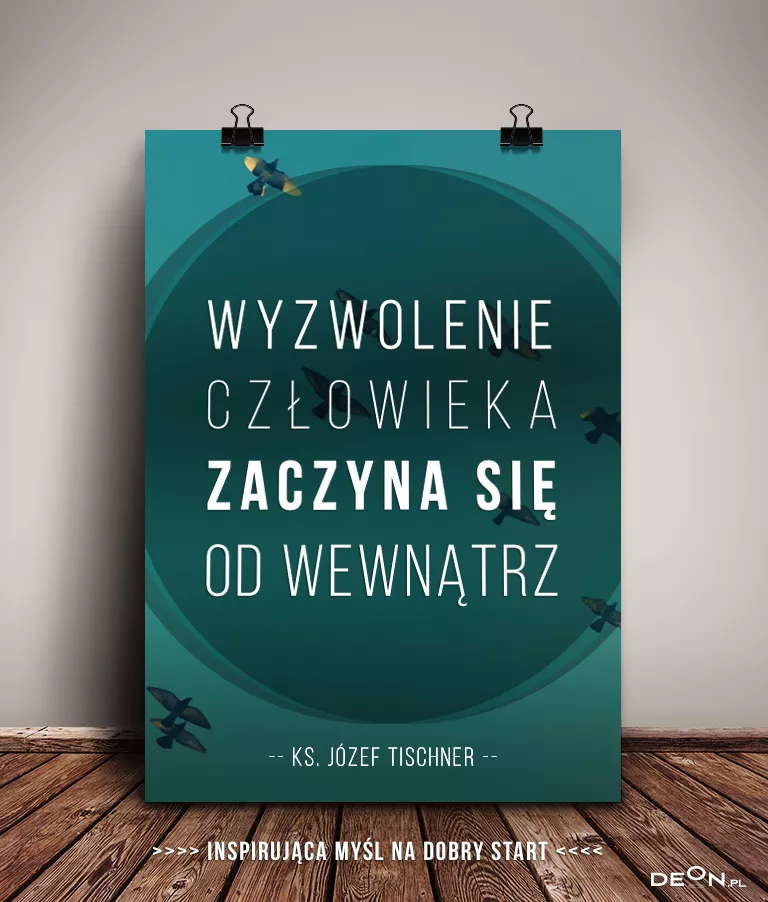 WYZWOLENIE
CZŁOWIEKA
ZACZYNA SIĘ
OD WEWNĄTRZ
-- KS. JÓZEF TISCHNER --
>>>> INSPIRUJĄCA MYŚL NA DOBRY START <<<<
DEON.PL